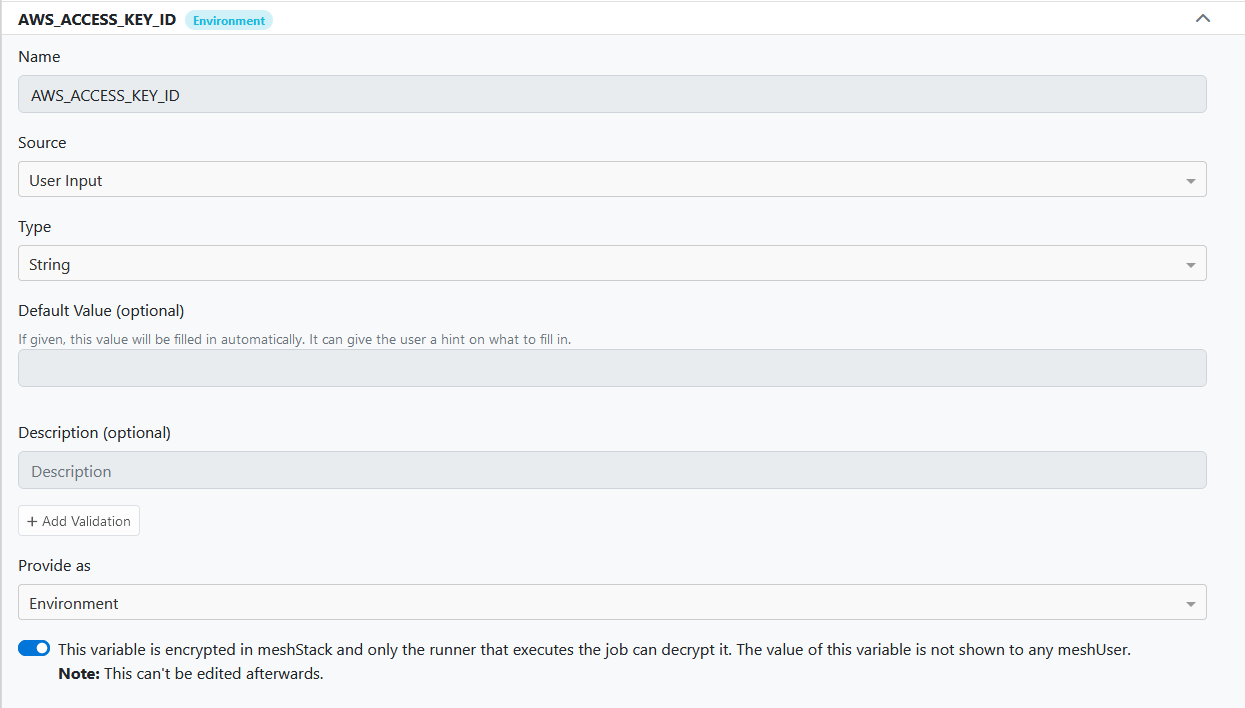 AWS_ACCESS_KEY_ID Environment
Name
AWS_ACCESS_KEY_ID
Source
User Input
Type
String
Default Value (optional)
If given, this value will be filled in automatically. It can give the user a hint on what to fill in.
Description (optional)
Description
+ Add Validation
Provide as
Environment
This variable is encrypted in meshStack and only the runner that executes the job can decrypt it. The value of this variable is not shown to any meshUser.
Note: This can't be edited afterwards.